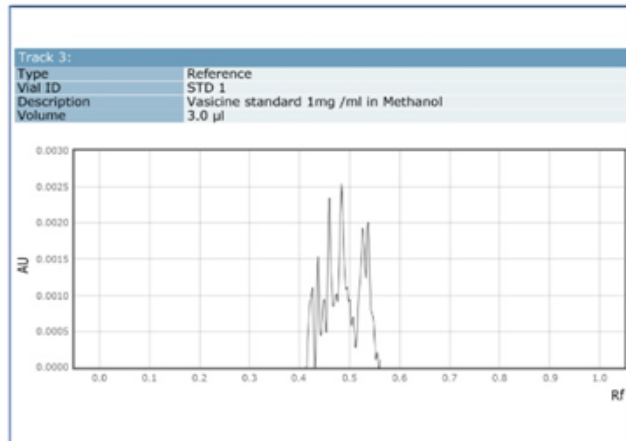 Track 3:
Type Reference
Vial ID STD 1
Description Vasicine standard 1mg /ml in Methanol
Volume 3.0 µl
0.0030
0.0025
0.0020
0.0015
0.0010
0.0005
0.0000
AU
0.0 0.1 0.2 0.3 0.4 0.5 0.6 0.7 0.8 0.9 1.0
Rf